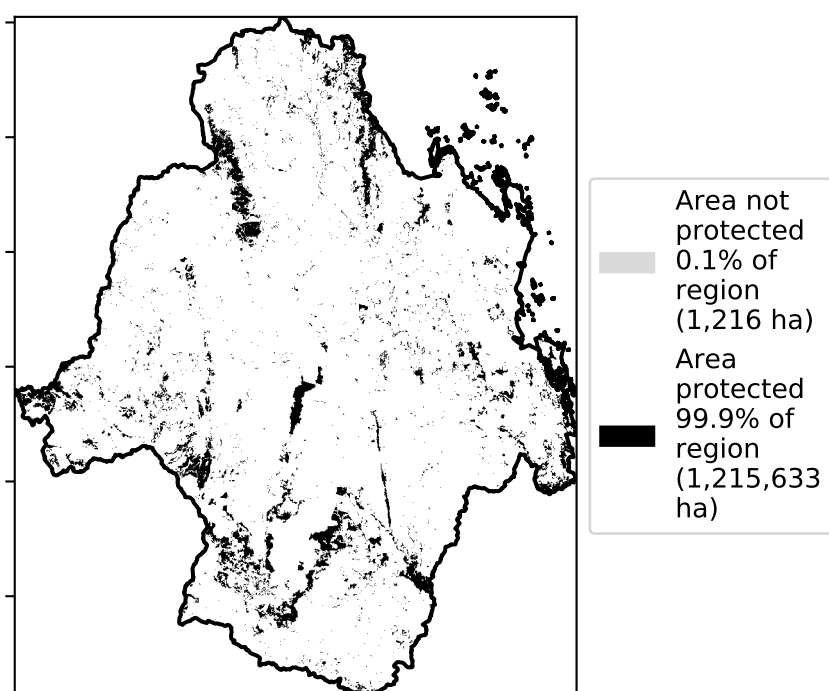 Area not
protected
0.1% of
region
(1,216 ha)
Area
protected
99.9% of
region
(1,215,633
ha)